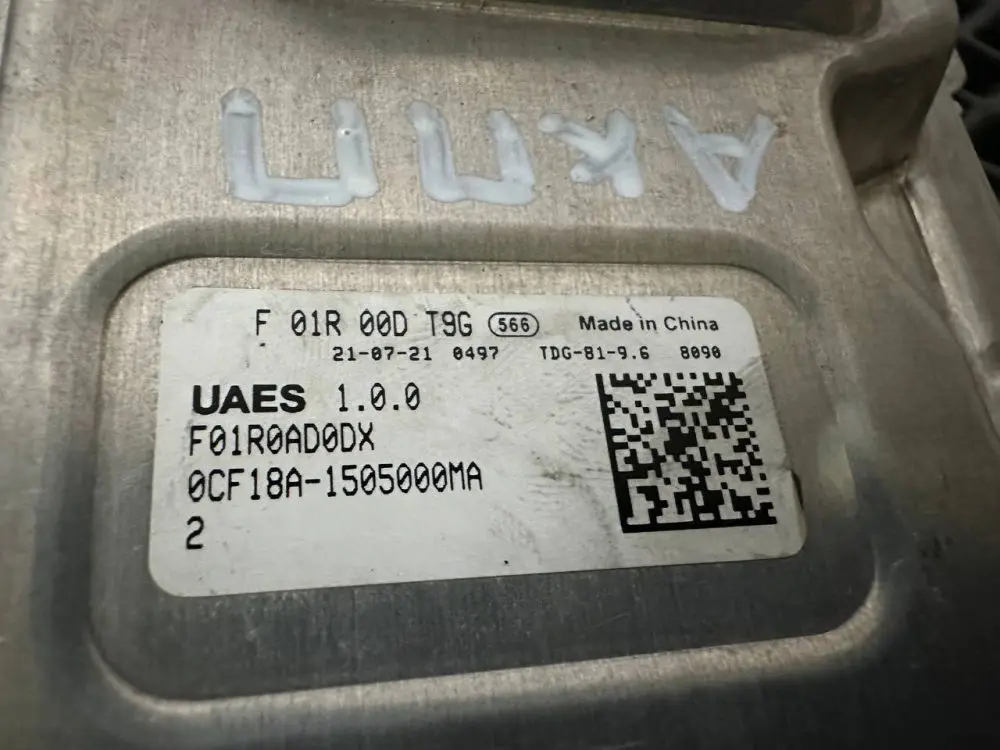 АКПП
F 01R 00D T9G 566 Made in China
21-07-21 0497 TDG-81-9.6 8090
UAES 1.0.0
F01R0AD0DX
0CF18A-1505000MA
2